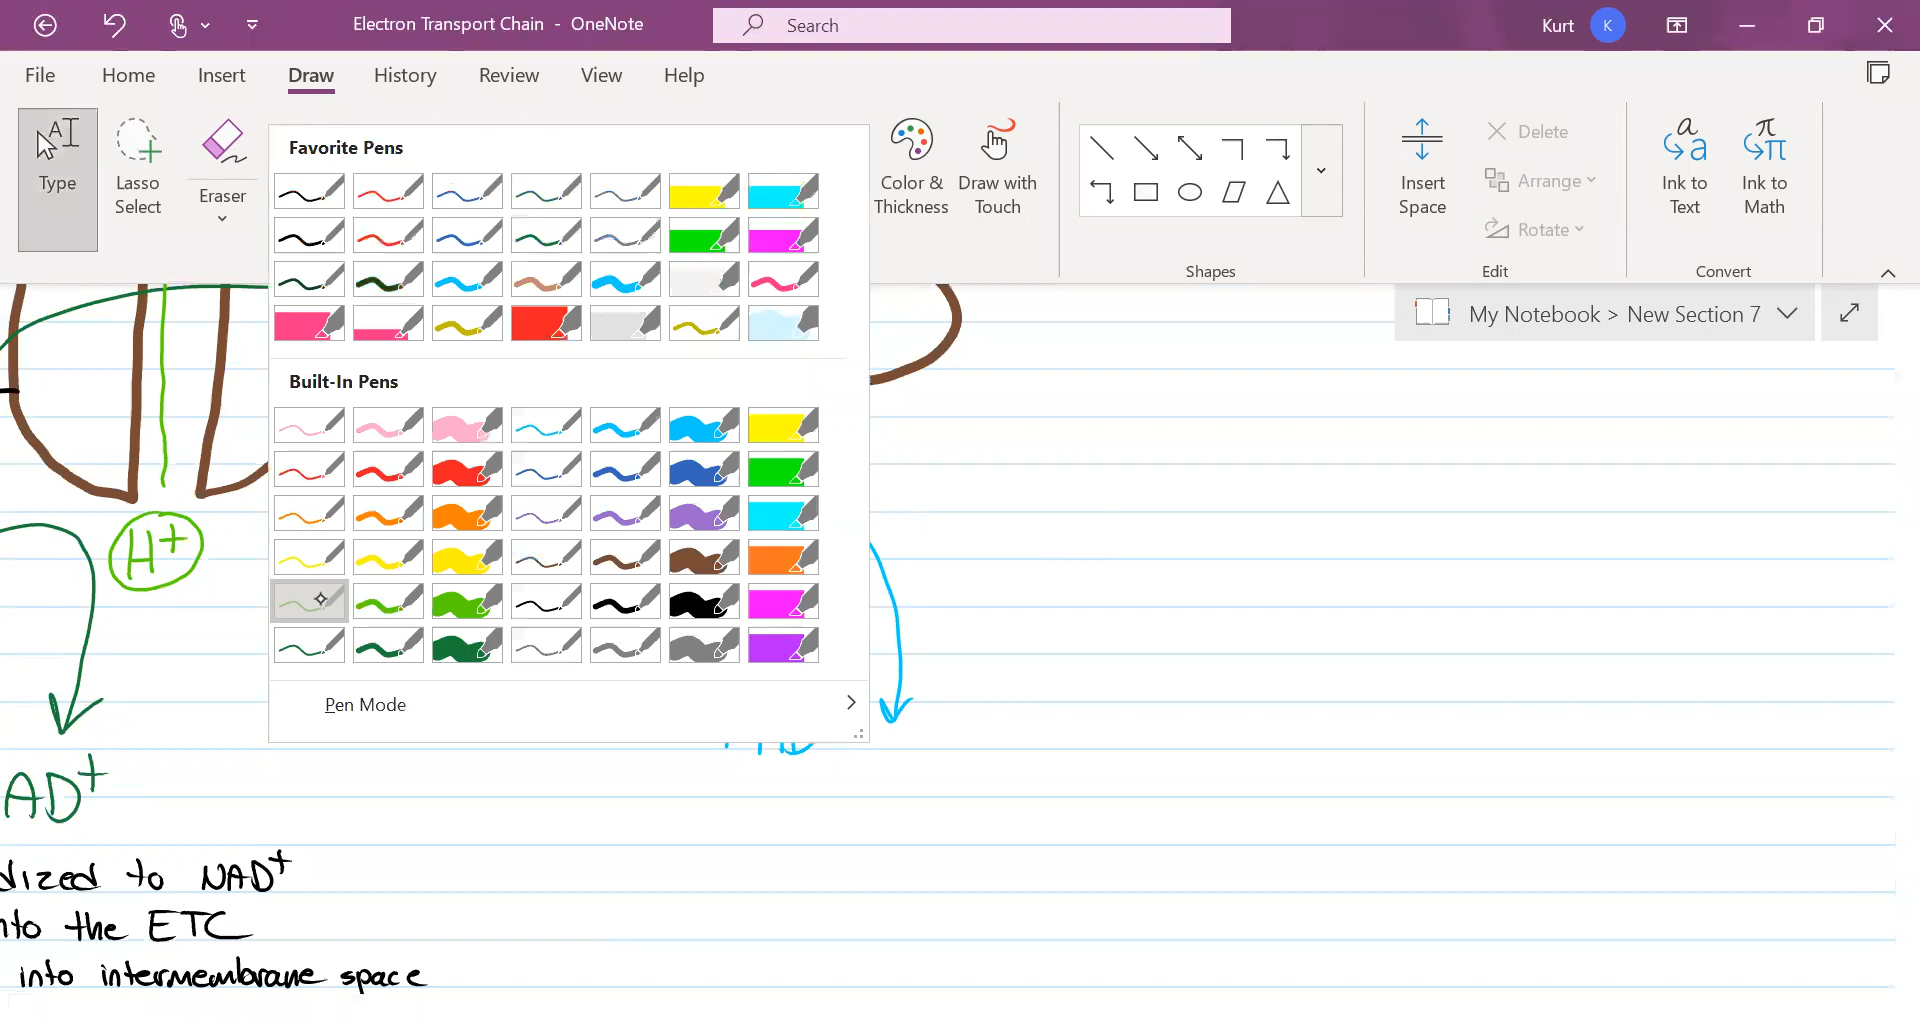 Electron Transport Chain - OneNote
Search
Kurt
K
File
Home
Insert
Draw
History
Review
View
Help
Type
Lasso
Select
Eraser
Favorite Pens
Built-In Pens
Pen Mode
Color &
Thickness
Draw with
Touch
Shapes
Insert
Space
Delete
Arrange
Rotate
Edit
a
a
Ink to
Text
π
π
Ink to
Math
Convert
My Notebook > New Section 7
H+
AD+
dized to NAD+
nto the ETC
into intermembrane space